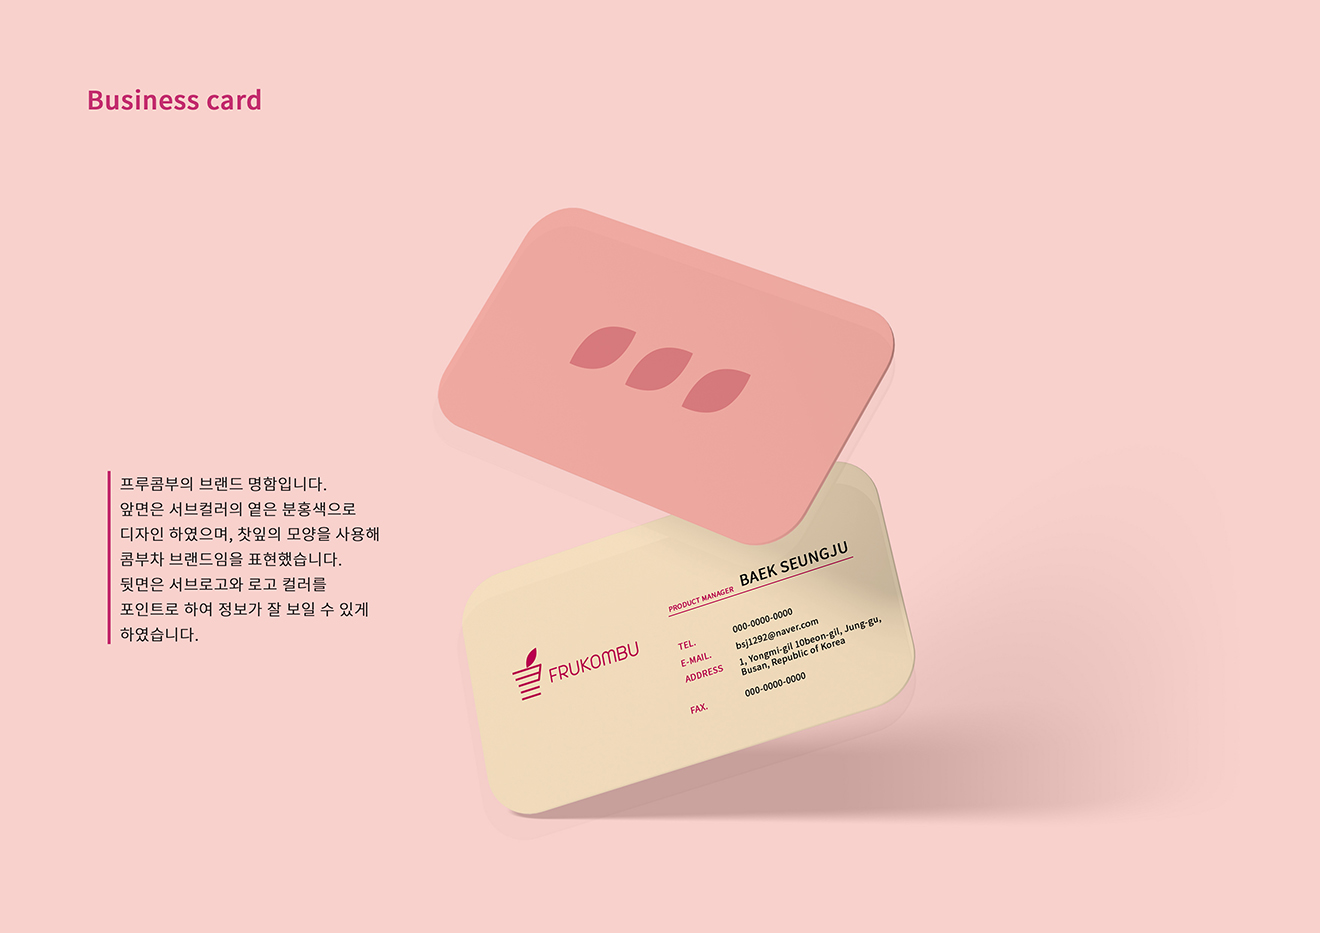 Business card
프루콤부의 브랜드 명함입니다.
앞면은 서브컬러의 옅은 분홍색으로
디자인 하였으며, 찻잎의 모양을 사용해
콤부차 브랜드임을 표현했습니다.
뒷면은 서브로고와 로고 컬러를
포인트로 하여 정보가 잘 보일 수 있게
하였습니다.
FRUKOMBU
PRODUCT MANAGER BAEK SEUNGJU
TEL. 000-0000-0000
E-MAIL. bsj1292@naver.com
ADDRESS 1, Yongmi-gil 10beon-gil, Jung-gu,
Busan, Republic of Korea
FAX. 000-0000-0000